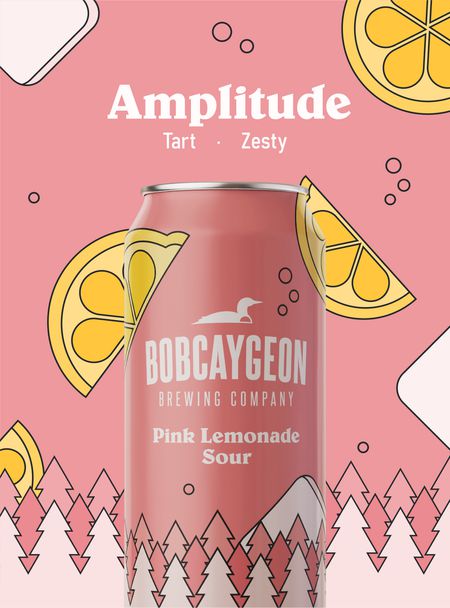 Amplitude
Tart · Zesty
BOBCAYGEON
BREWING COMPANY
Pink Lemonade
Sour